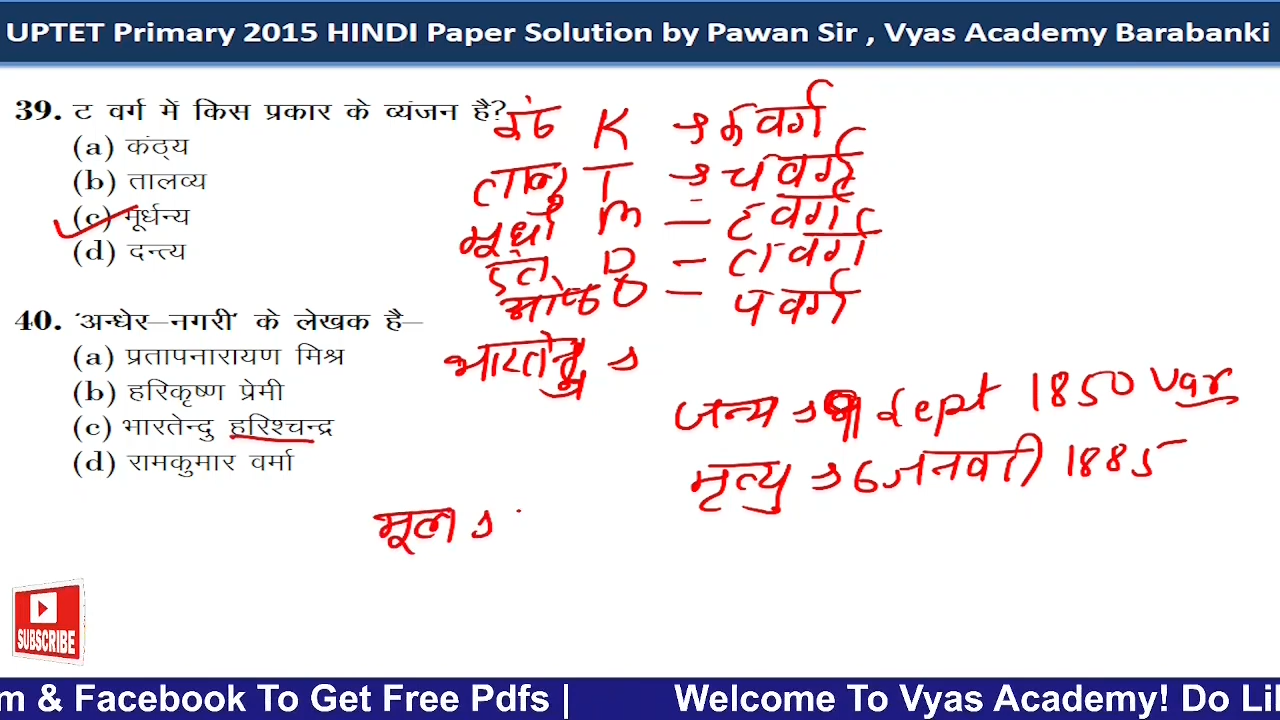 UPTET Primary 2015 HINDI Paper Solution by Pawan Sir , Vyas Academy Barabanki
39. ट वर्ग में किस प्रकार के व्यंजन है?
(a) कंठ्य
(b) तालव्य
(c) मूर्धन्य
(d) दन्त्य
कंठ K → क वर्ग
तालु T → च वर्ग
मूर्धा M – ट वर्ग
दंत D – त वर्ग
ओष्ठ O – प वर्ग
40. 'अन्धेर–नगरी' के लेखक है–
(a) प्रतापनारायण मिश्र
(b) हरिकृष्ण प्रेमी
(c) भारतेन्दु हरिश्चन्द्र
(d) रामकुमार वर्मा
भारतेन्दु →
जन्म → 9 Sept 1850 Var
मृत्यु → 6 जनवरी 1885
मूल →
SUBSCRIBE
m & Facebook To Get Free Pdfs | Welcome To Vyas Academy! Do Li